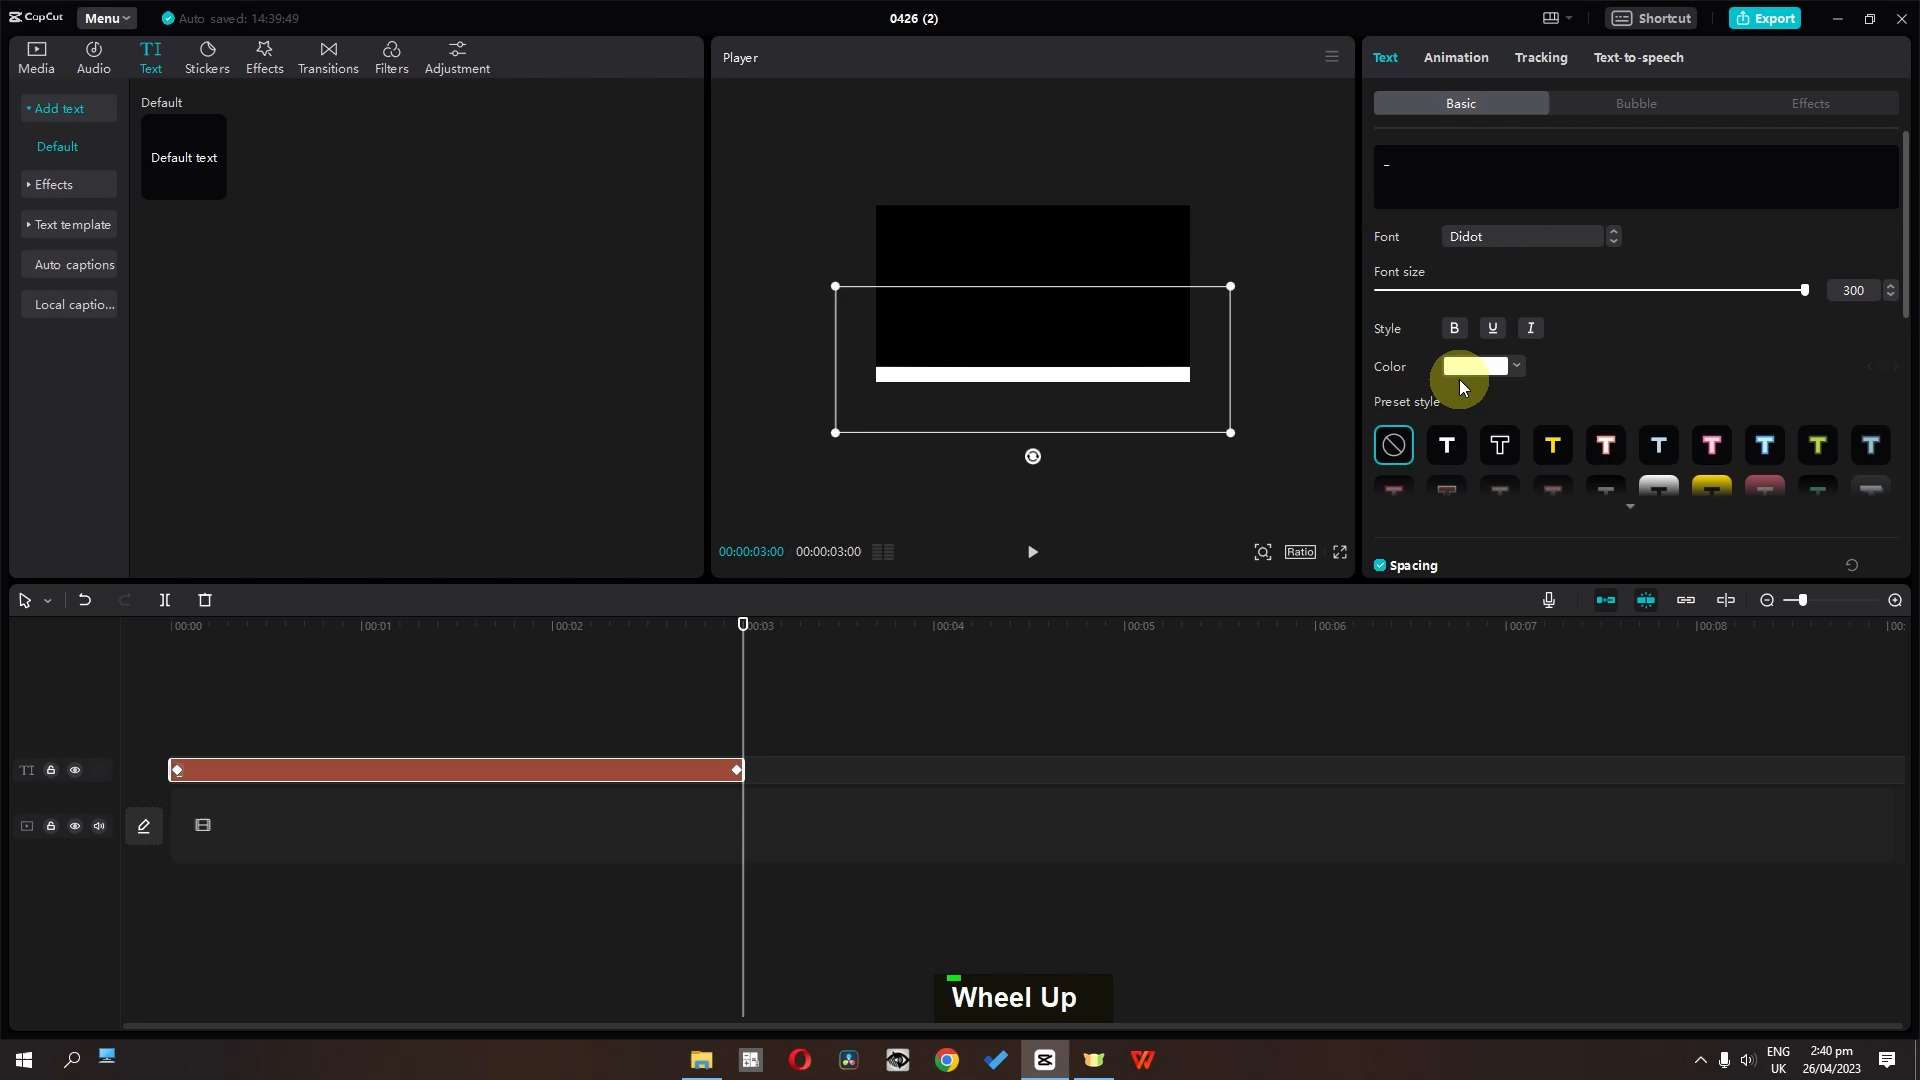 CapCut
Menu
Auto saved: 14:39:49
0426 (2)
Shortcut
Export
Media
Audio
TI
Text
Stickers
Effects
Transitions
Filters
Adjustment
Add text
Default
Effects
Text template
Auto captions
Local captio...
Default
Default text
Player
00:00:03:00
00:00:03:00
Ratio
Text
Animation
Tracking
Text-to-speech
Basic
Bubble
Effects
-
Font
Didot
Font size
300
Style
B
U
I
Color
Preset style
T T T T T T T T T
Spacing
00:00
00:01
00:02
00:03
00:04
00:05
00:06
00:07
00:08
00:
TI
Wheel Up
ENG
UK
2:40 pm
26/04/2023